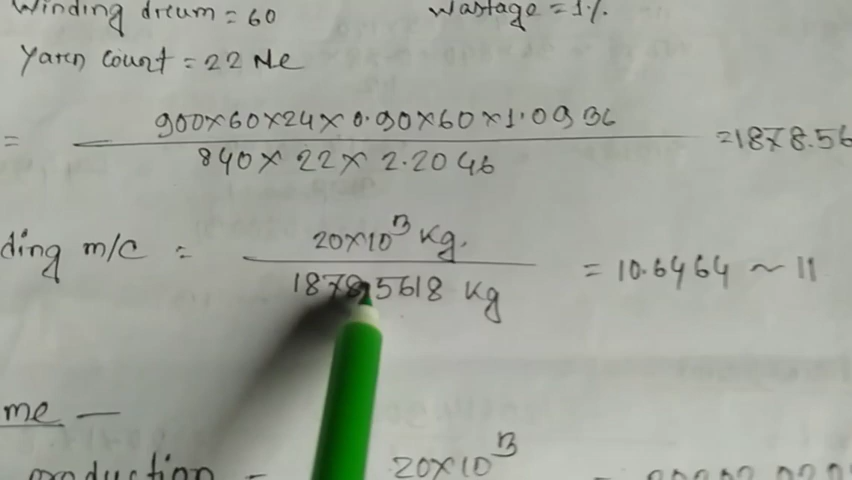 Winding drum = 60 Wastage = 1%.
Yarn Count = 22 Ne
= 900×60×24×0.90×60×1.0936 = 1878.56
840 × 22 × 2.2046
ding m/c = 20×10³ Kg. = 10.6464 ~ 11
1878.5618 Kg
me —
production = 20×10³ =